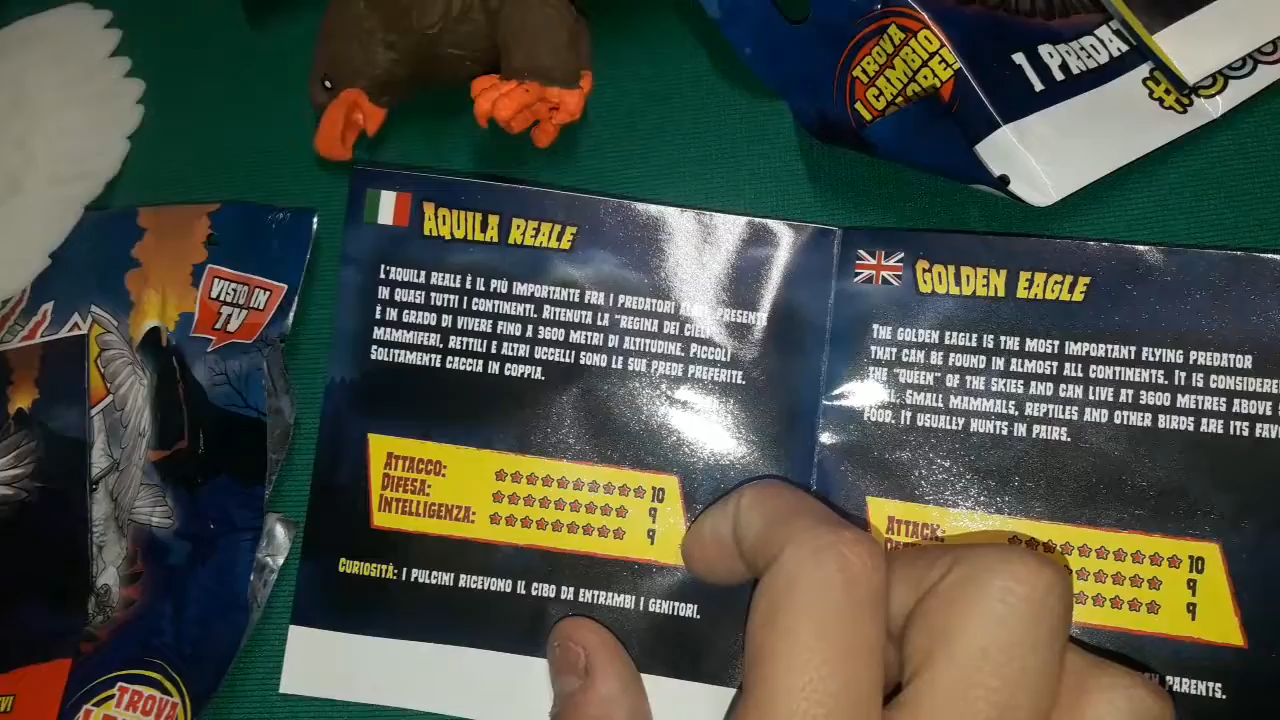 TROVA
I CAMBIO
1 PREDAT
VISTO IN
TV
AQUILA REALE
L'AQUILA REALE È IL PIÙ IMPORTANTE FRA I PREDATORI PRESENTE
IN QUASI TUTTI I CONTINENTI. RITENUTA LA "REGINA DEI
È IN GRADO DI VIVERE FINO A 3600 METRI DI ALTITUDINE. PICCOLI
MAMMIFERI, RETTILI E ALTRI UCCELLI SONO LE SUE PREDE PREFERITE.
SOLITAMENTE CACCIA IN COPPIA.
ATTACCO: 10
DIFESA: 9
INTELLIGENZA: 9
CURIOSITÀ: I PULCINI RICEVONO IL CIBO DA ENTRAMBI I GENITORI.
GOLDEN EAGLE
THE GOLDEN EAGLE IS THE MOST IMPORTANT FLYING PREDATOR
THAT CAN BE FOUND IN ALMOST ALL CONTINENTS. IT IS CONSIDERE
THE "QUEEN" OF THE SKIES AND CAN LIVE AT 3600 METRES ABOVE
SMALL MAMMALS, REPTILES AND OTHER BIRDS ARE ITS FAV
FOOD. IT USUALLY HUNTS IN PAIRS.
ATTACK: 10
9
9
PARENTS.
TROVA